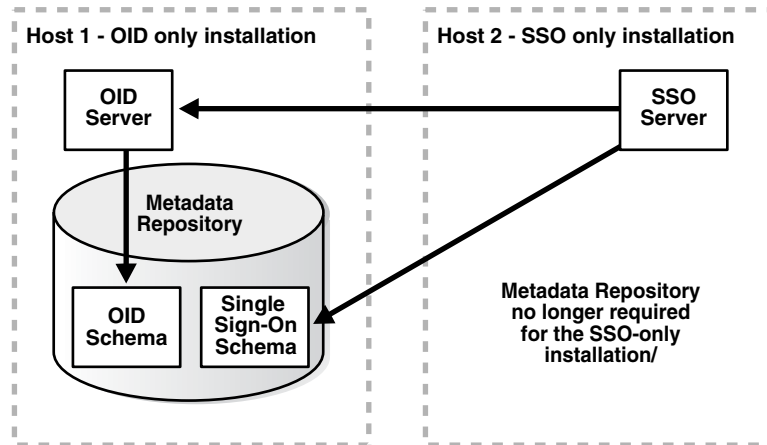 Host 1 - OID only installation
Host 2 - SSO only installation
OID
Server
SSO
Server
Metadata
Repository
OID
Schema
Single
Sign-On
Schema
Metadata Repository
no longer required
for the SSO-only
installation/